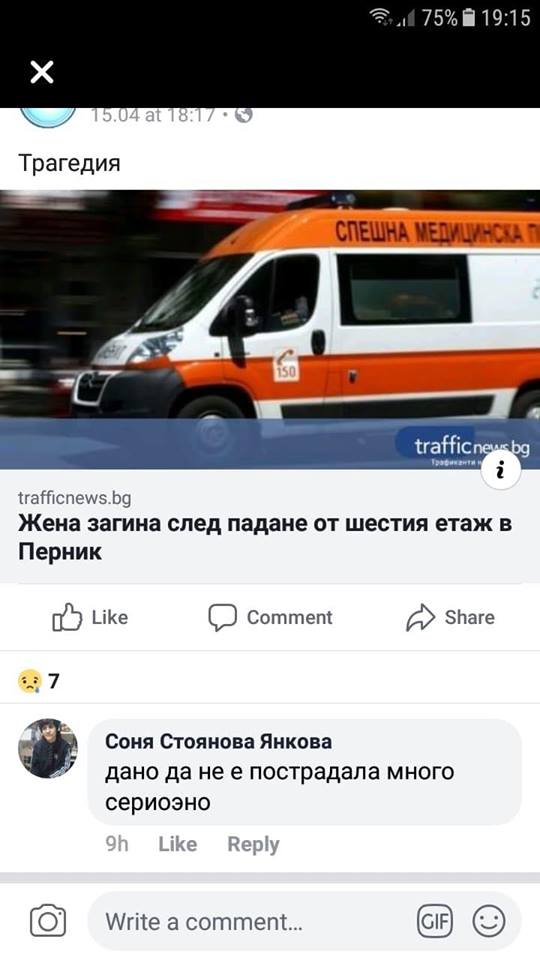 75% 19:15
15.04 at 18:17
Трагедия
СПЕШНА МЕДИЦИНСКА П
150
trafficnews.bg
trafficnews.bg
Жена загина след падане от шестия етаж в
Перник
Like Comment Share
7
Соня Стоянова Янкова
дано да не е пострадала много
сериоэно
9h Like Reply
Write a comment... GIF